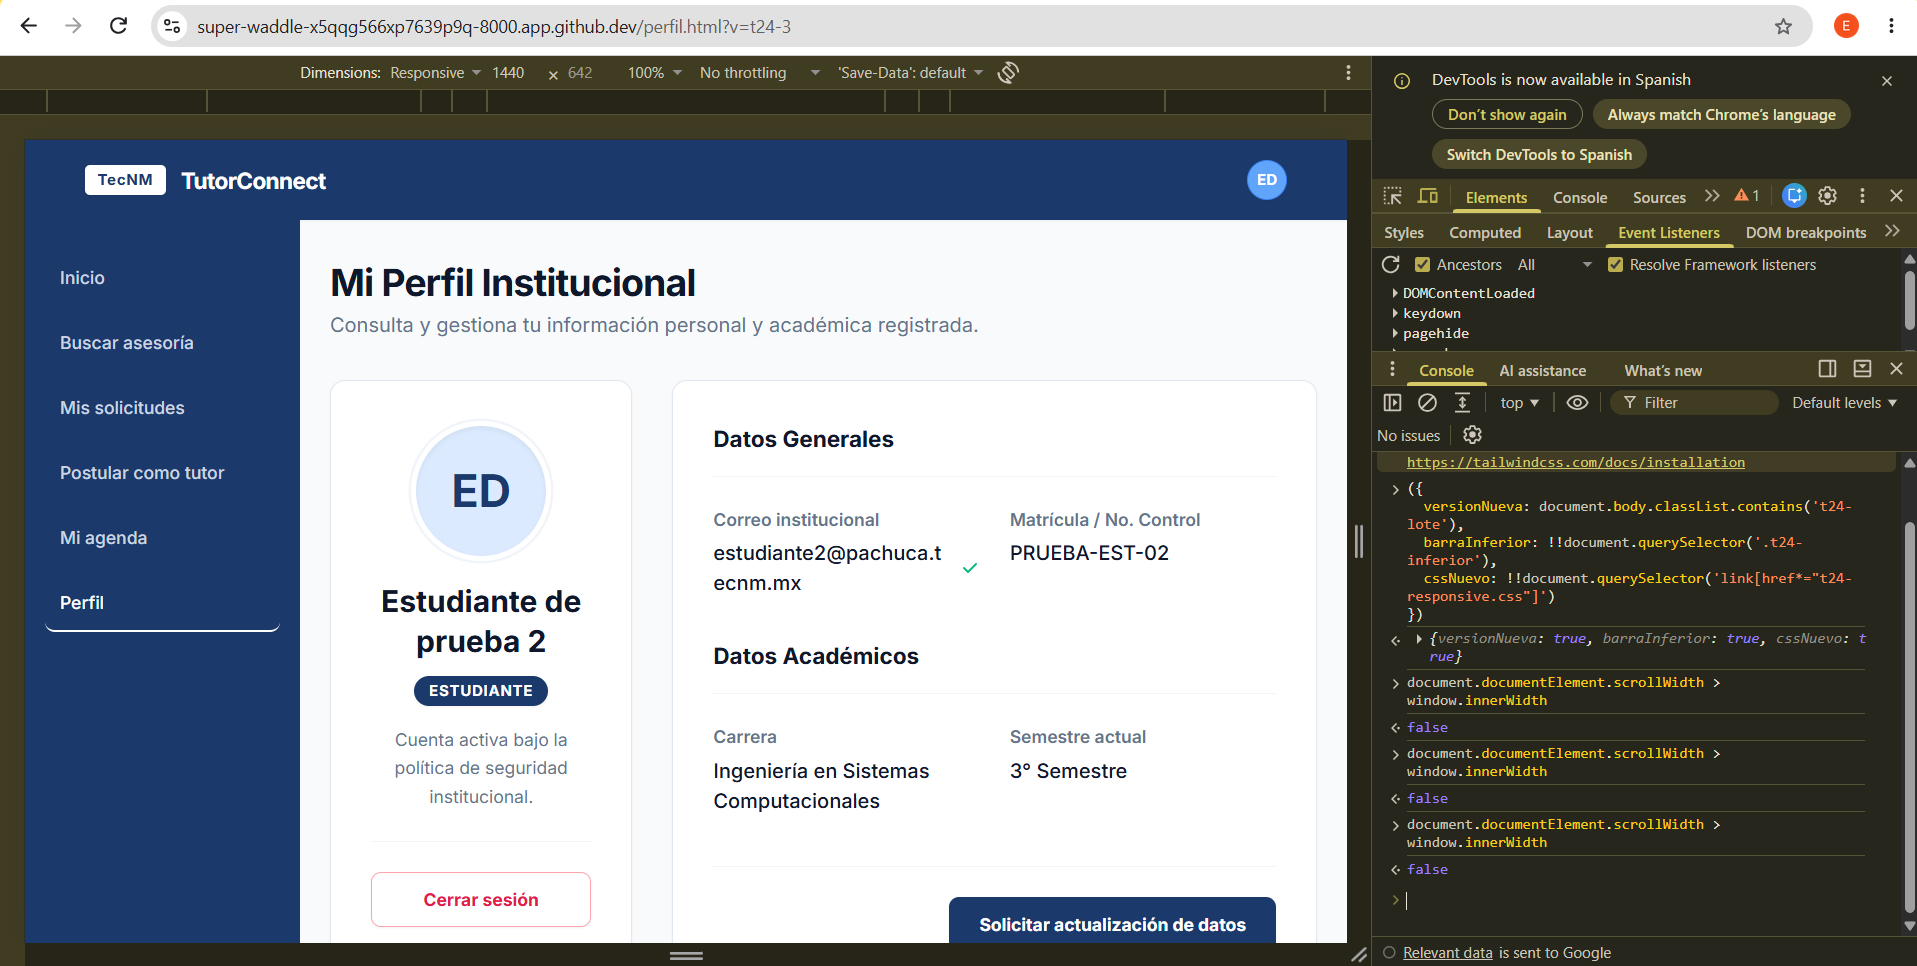 super-waddle-x5qqg566xp7639p9q-8000.app.github.dev/perfil.html?v=t24-3
E
Dimensions: Responsive 1440 × 642 100% No throttling 'Save-Data': default
TecNM TutorConnect
ED
Inicio
Buscar asesoría
Mis solicitudes
Postular como tutor
Mi agenda
Perfil
Mi Perfil Institucional
Consulta y gestiona tu información personal y académica registrada.
ED
Estudiante de
prueba 2
ESTUDIANTE
Cuenta activa bajo la
política de seguridad
institucional.
Cerrar sesión
Datos Generales
Correo institucional
estudiante2@pachuca.t
ecnm.mx
Matrícula / No. Control
PRUEBA-EST-02
Datos Académicos
Carrera
Ingeniería en Sistemas
Computacionales
Semestre actual
3° Semestre
Solicitar actualización de datos
DevTools is now available in Spanish
Don't show again
Always match Chrome's language
Switch DevTools to Spanish
Elements Console Sources 1
Styles Computed Layout Event Listeners DOM breakpoints
Ancestors All Resolve Framework listeners
DOMContentLoaded
keydown
pagehide
Console AI assistance What's new
top Filter Default levels
No issues
https://tailwindcss.com/docs/installation
({
versionNueva: document.body.classList.contains('t24-
lote'),
barraInferior: !!document.querySelector('.t24-
inferior'),
cssNuevo: !!document.querySelector('link[href*="t24-
responsive.css"]')
})
{versionNueva: true, barraInferior: true, cssNuevo: t
rue}
document.documentElement.scrollWidth >
window.innerWidth
false
document.documentElement.scrollWidth >
window.innerWidth
false
document.documentElement.scrollWidth >
window.innerWidth
false
Relevant data is sent to Google